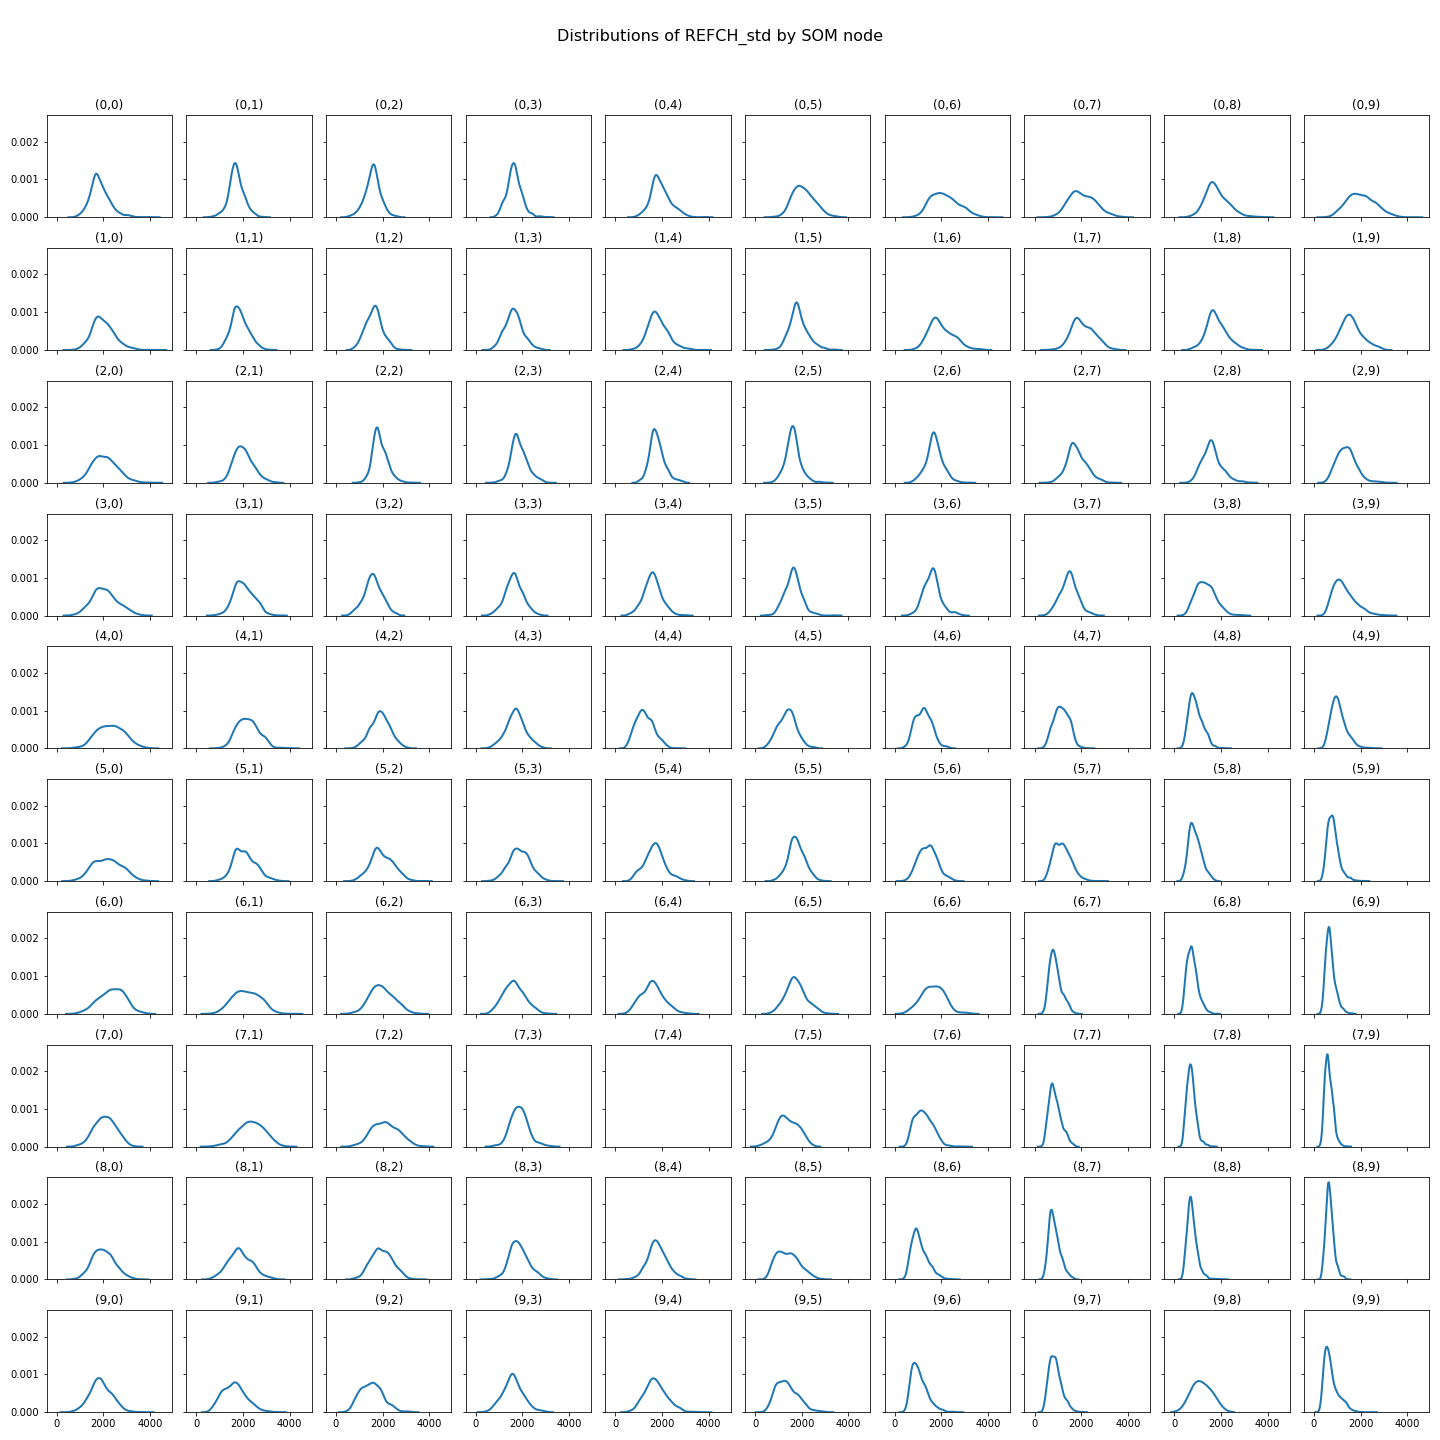 Distributions of REFCH_std by SOM node
(0,0) (0,1) (0,2) (0,3) (0,4) (0,5) (0,6) (0,7) (0,8) (0,9)
0.002
0.001
0.000
(1,0) (1,1) (1,2) (1,3) (1,4) (1,5) (1,6) (1,7) (1,8) (1,9)
0.002
0.001
0.000
(2,0) (2,1) (2,2) (2,3) (2,4) (2,5) (2,6) (2,7) (2,8) (2,9)
0.002
0.001
0.000
(3,0) (3,1) (3,2) (3,3) (3,4) (3,5) (3,6) (3,7) (3,8) (3,9)
0.002
0.001
0.000
(4,0) (4,1) (4,2) (4,3) (4,4) (4,5) (4,6) (4,7) (4,8) (4,9)
0.002
0.001
0.000
(5,0) (5,1) (5,2) (5,3) (5,4) (5,5) (5,6) (5,7) (5,8) (5,9)
0.002
0.001
0.000
(6,0) (6,1) (6,2) (6,3) (6,4) (6,5) (6,6) (6,7) (6,8) (6,9)
0.002
0.001
0.000
(7,0) (7,1) (7,2) (7,3) (7,4) (7,5) (7,6) (7,7) (7,8) (7,9)
0.002
0.001
0.000
(8,0) (8,1) (8,2) (8,3) (8,4) (8,5) (8,6) (8,7) (8,8) (8,9)
0.002
0.001
0.000
(9,0) (9,1) (9,2) (9,3) (9,4) (9,5) (9,6) (9,7) (9,8) (9,9)
0.002
0.001
0.000
0 2000 4000 0 2000 4000 0 2000 4000 0 2000 4000 0 2000 4000 0 2000 4000 0 2000 4000 0 2000 4000 0 2000 4000 0 2000 4000